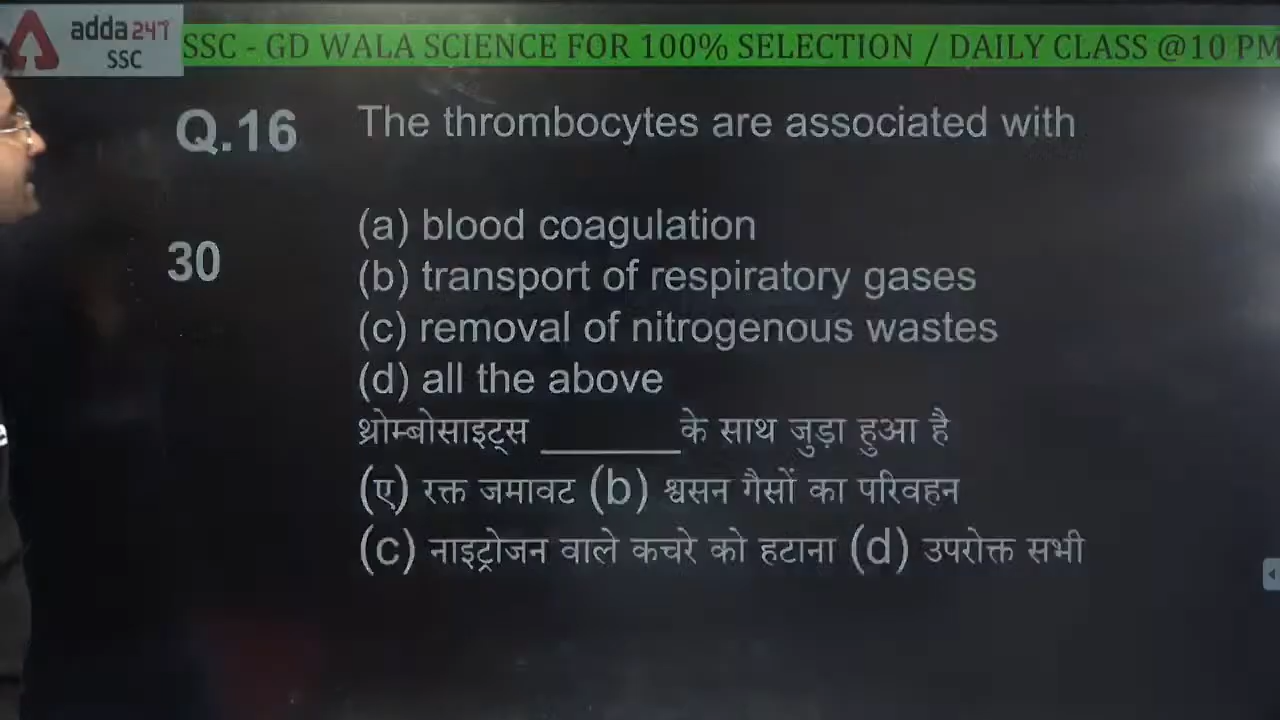 adda 247
SSC
SSC - GD WALA SCIENCE FOR 100% SELECTION / DAILY CLASS @10 PM
Q.16
The thrombocytes are associated with
30
(a) blood coagulation
(b) transport of respiratory gases
(c) removal of nitrogenous wastes
(d) all the above
थ्रोम्बोसाइट्स ________ के साथ जुड़ा हुआ है
(ए) रक्त जमावट (b) श्वसन गैसों का परिवहन
(c) नाइट्रोजन वाले कचरे को हटाना (d) उपरोक्त सभी